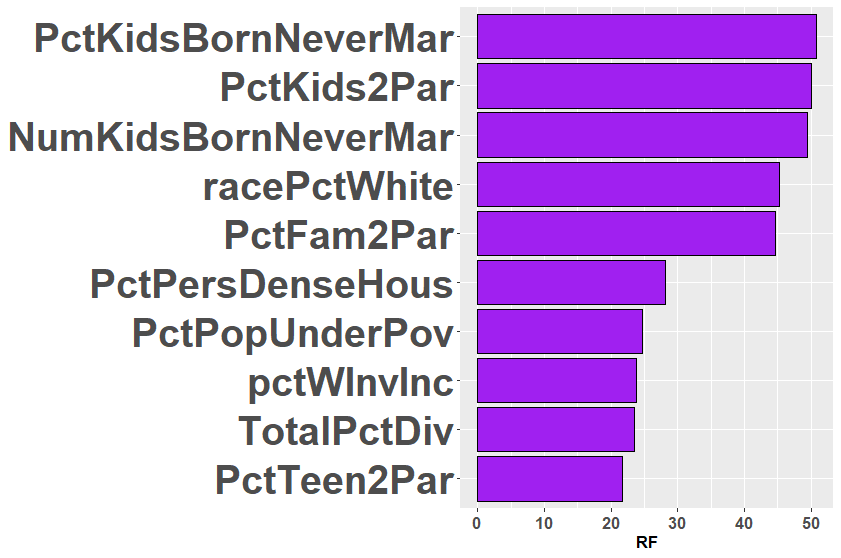 PctKidsBornNeverMar
PctKids2Par
NumKidsBornNeverMar
racePctWhite
PctFam2Par
PctPersDenseHous
PctPopUnderPov
pctWInvInc
TotalPctDiv
PctTeen2Par
0 10 20 30 40 50
RF